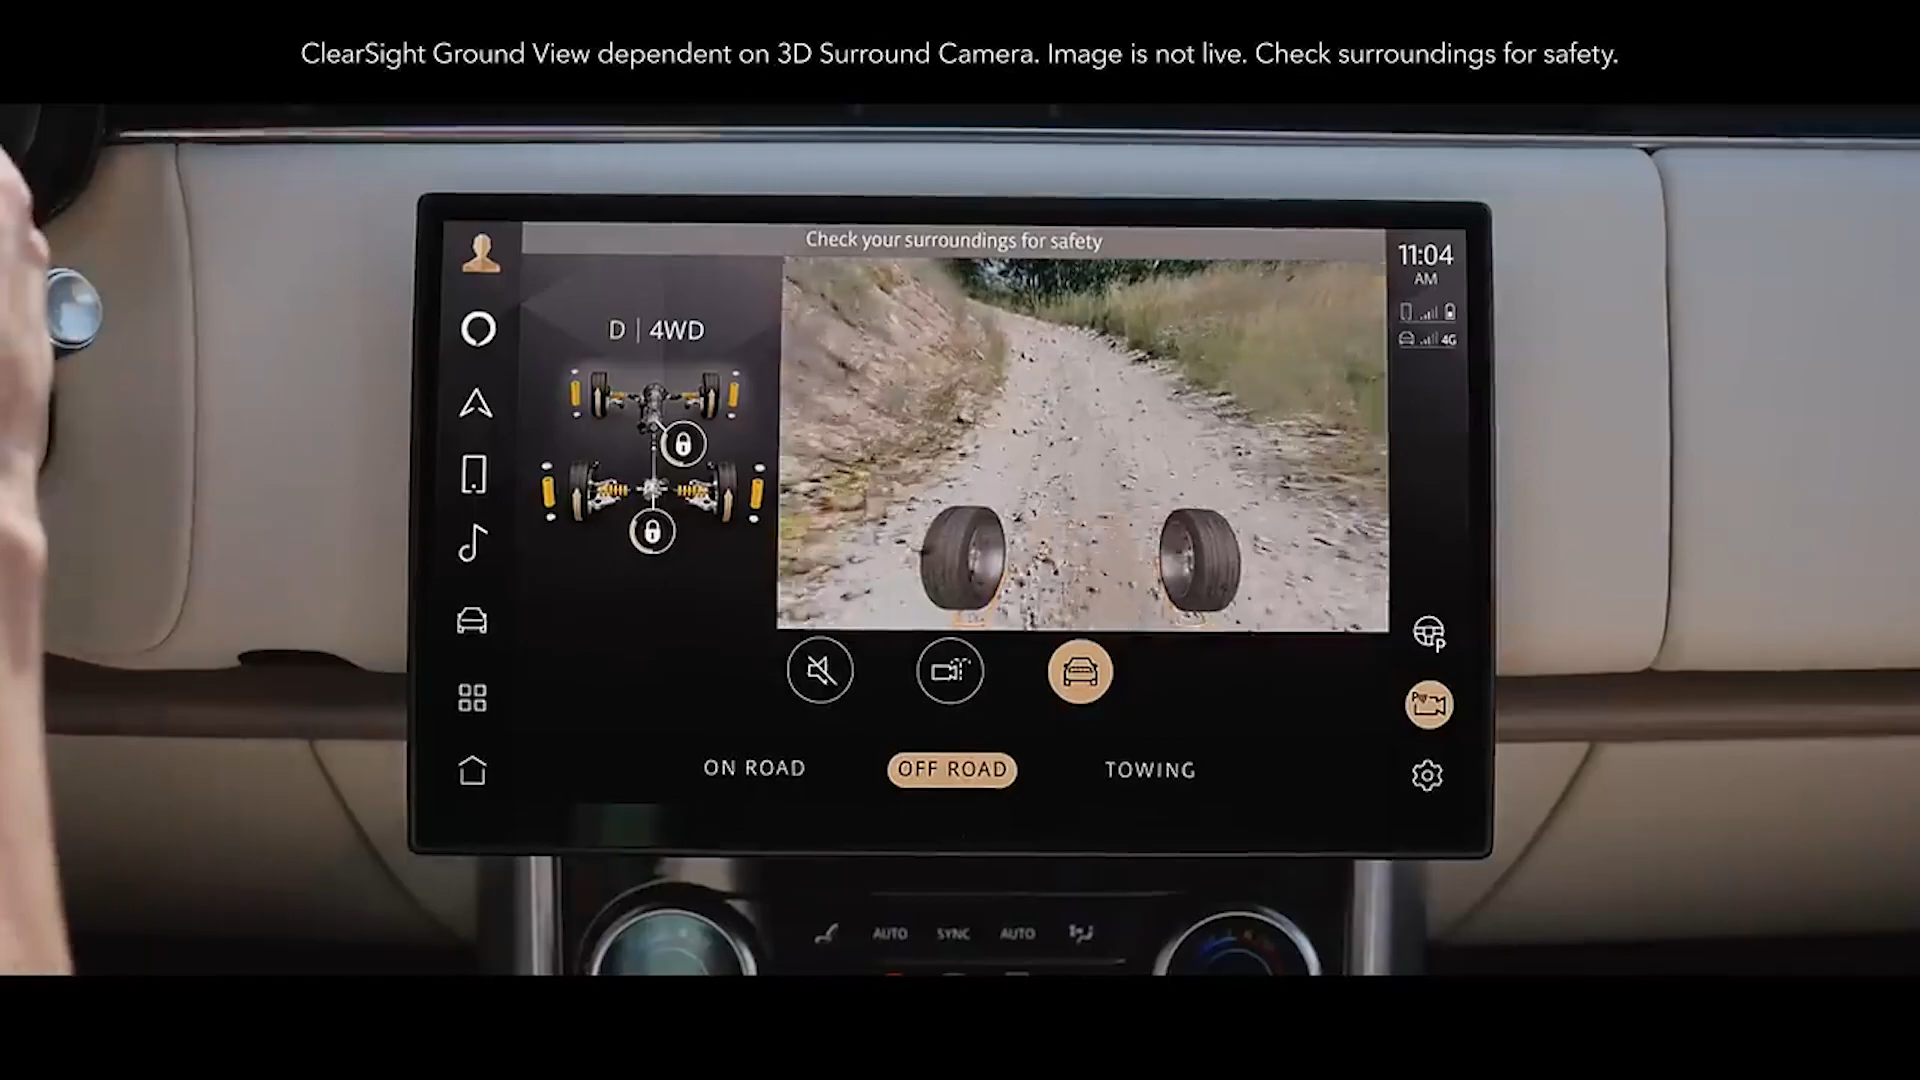 ClearSight Ground View dependent on 3D Surround Camera. Image is not live. Check surroundings for safety.
Check your surroundings for safety
11:04
AM
D | 4WD
4G
P
ON ROAD
OFF ROAD
TOWING
AUTO SYNC AUTO